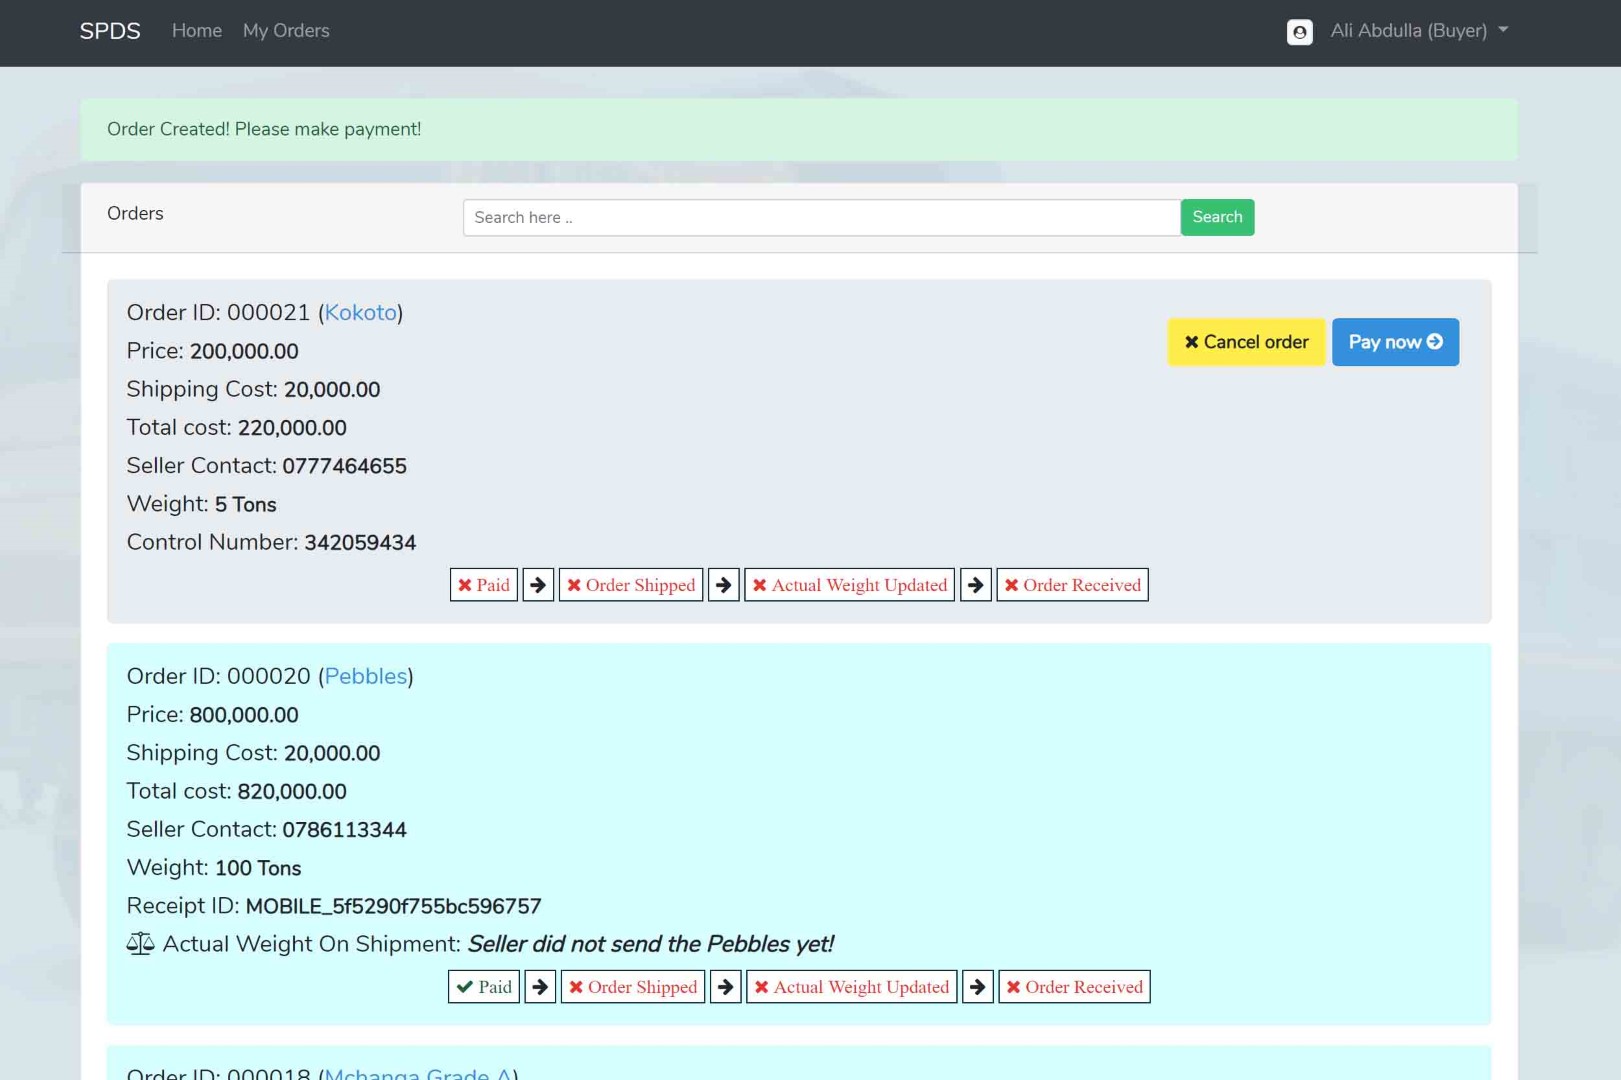 SPDS Home My Orders Ali Abdulla (Buyer)
Order Created! Please make payment!
Orders Search here .. Search
Order ID: 000021 (Kokoto)
Cancel order Pay now
Price: 200,000.00
Shipping Cost: 20,000.00
Total cost: 220,000.00
Seller Contact: 0777464655
Weight: 5 Tons
Control Number: 342059434
Paid Order Shipped Actual Weight Updated Order Received
Order ID: 000020 (Pebbles)
Price: 800,000.00
Shipping Cost: 20,000.00
Total cost: 820,000.00
Seller Contact: 0786113344
Weight: 100 Tons
Receipt ID: MOBILE_5f5290f755bc596757
Actual Weight On Shipment: Seller did not send the Pebbles yet!
Paid Order Shipped Actual Weight Updated Order Received
Order ID: 000018 (Mchanga Grade A)